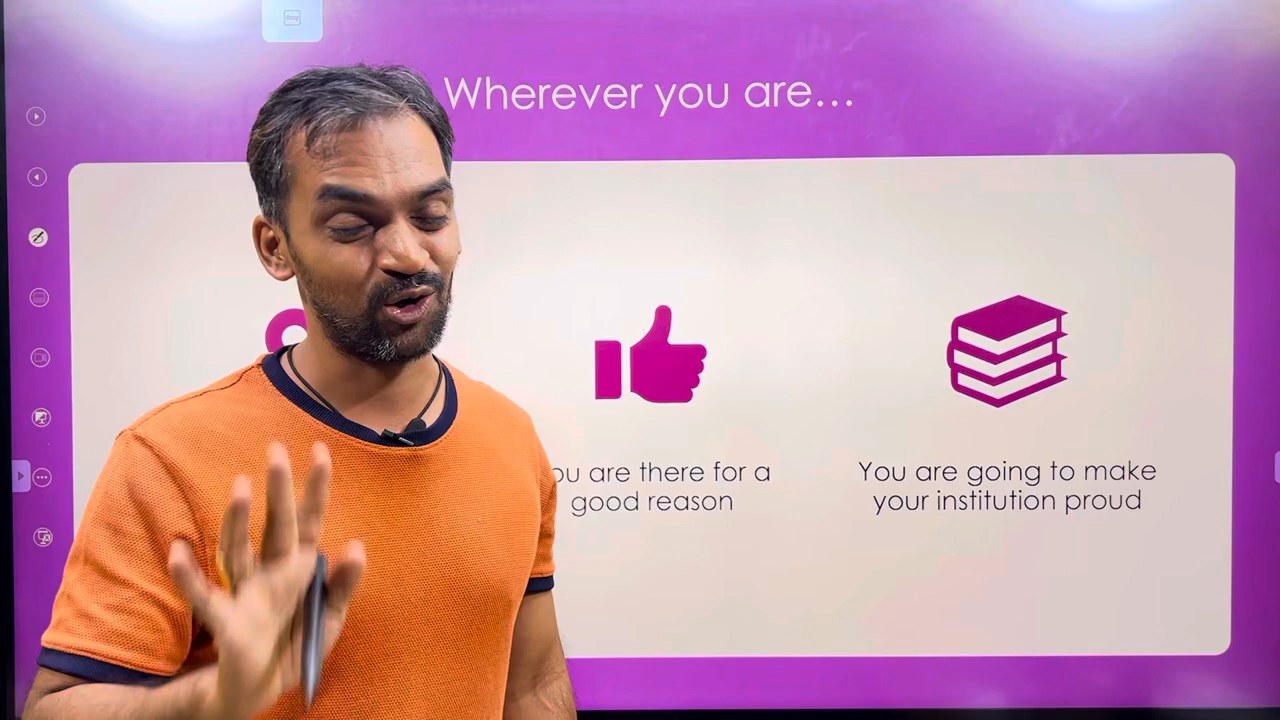 Wherever you are...
ou are there for a
good reason
You are going to make
your institution proud